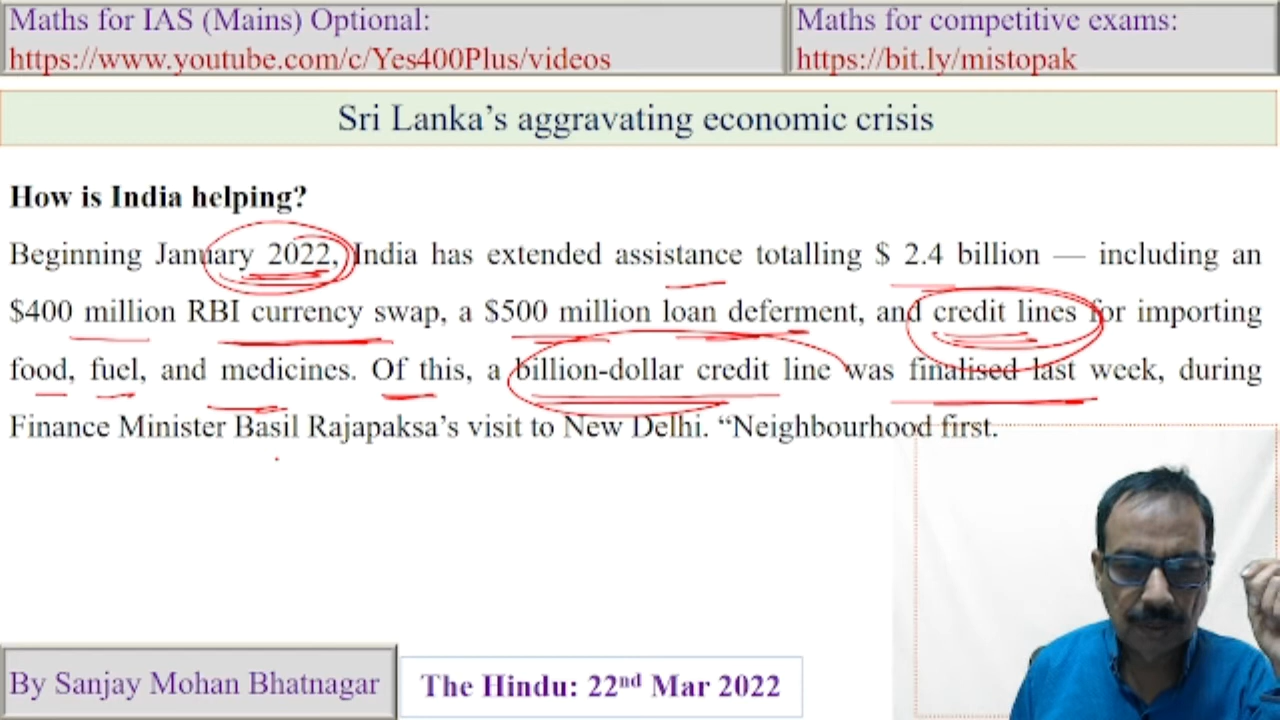 Maths for IAS (Mains) Optional:
https://www.youtube.com/c/Yes400Plus/videos
Maths for competitive exams:
https://bit.ly/mistopak
Sri Lanka's aggravating economic crisis
How is India helping?
Beginning January 2022, India has extended assistance totalling $ 2.4 billion — including an
$400 million RBI currency swap, a $500 million loan deferment, and credit lines for importing
food, fuel, and medicines. Of this, a billion-dollar credit line was finalised last week, during
Finance Minister Basil Rajapaksa's visit to New Delhi. “Neighbourhood first.
By Sanjay Mohan Bhatnagar
The Hindu: 22nd Mar 2022